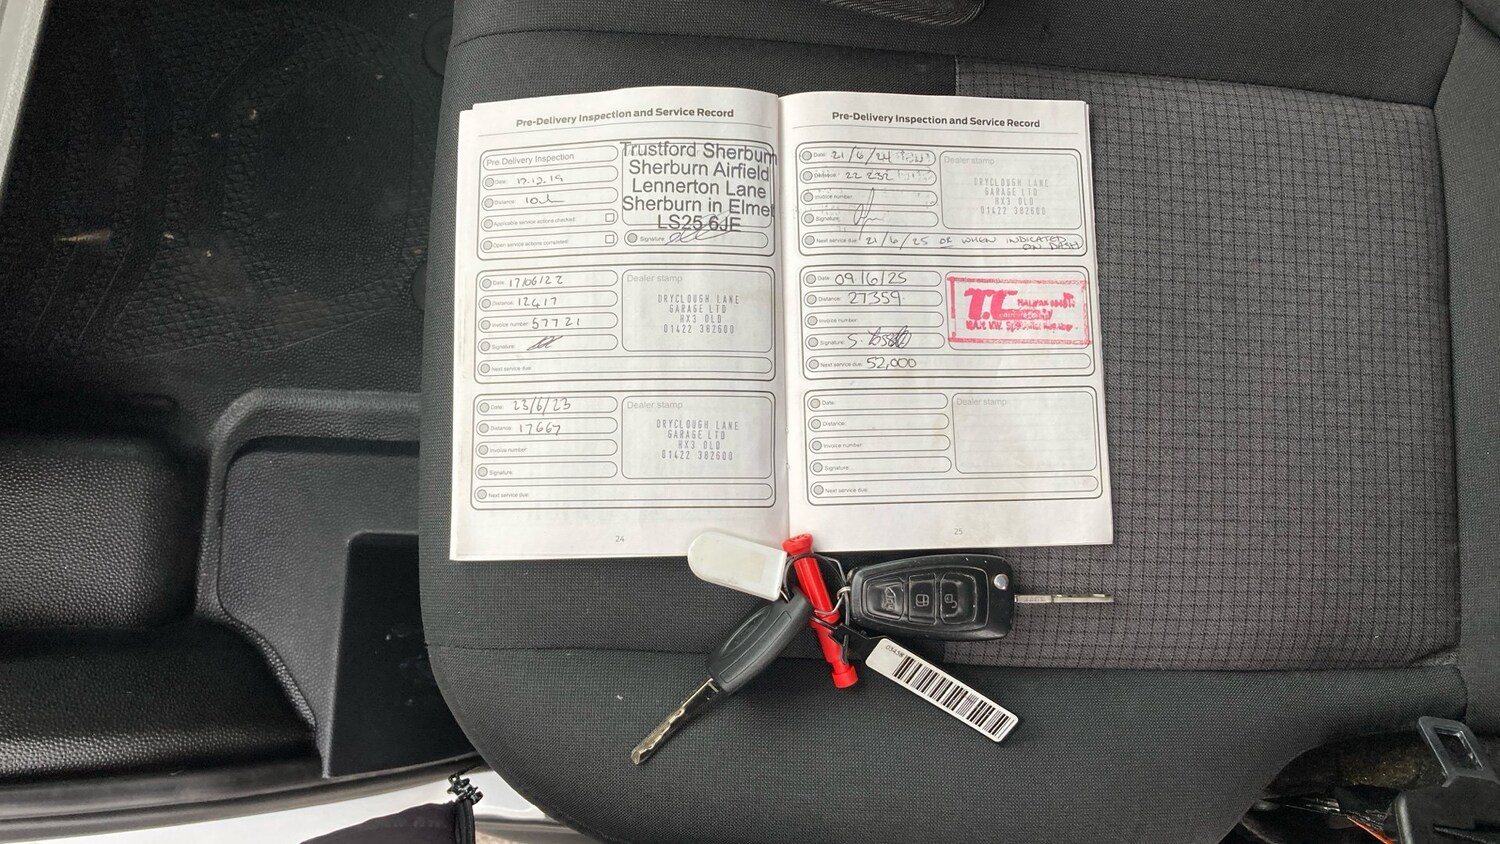 Pre-Delivery Inspection and Service Record
Pre Delivery Inspection
Date:
Distance:
Applicable service actions checked:
Open service actions completed:
Trustford Sherburn
Sherburn Airfield
Lennerton Lane
Sherburn in Elmet
LS25 6JE
Signature:
Date: 17/06/22
Distance: 12417
Invoice number: 57721
Signature:
Next service due:
Dealer stamp
DRYCLOUGH LANE
GARAGE LTD
HX3 0LD
01422 382600
Date: 23/6/23
Distance: 17667
Invoice number:
Signature:
Next service due:
Dealer stamp
DRYCLOUGH LANE
GARAGE LTD
HX3 0LD
01422 382600
24
Pre-Delivery Inspection and Service Record
Date: 21/6/24
Distance: 22 232
Invoice number:
Signature:
Next service due: 21/6/25 OR WHEN INDICATED
ON DASH
Dealer stamp
DRYCLOUGH LANE
GARAGE LTD
HX3 0LD
01422 382600
Date: 09/6/25
Distance: 27359
Invoice number:
Signature:
Next service due: 52,000
T.C
Date:
Distance:
Invoice number:
Signature:
Next service due:
Dealer stamp
25
03438